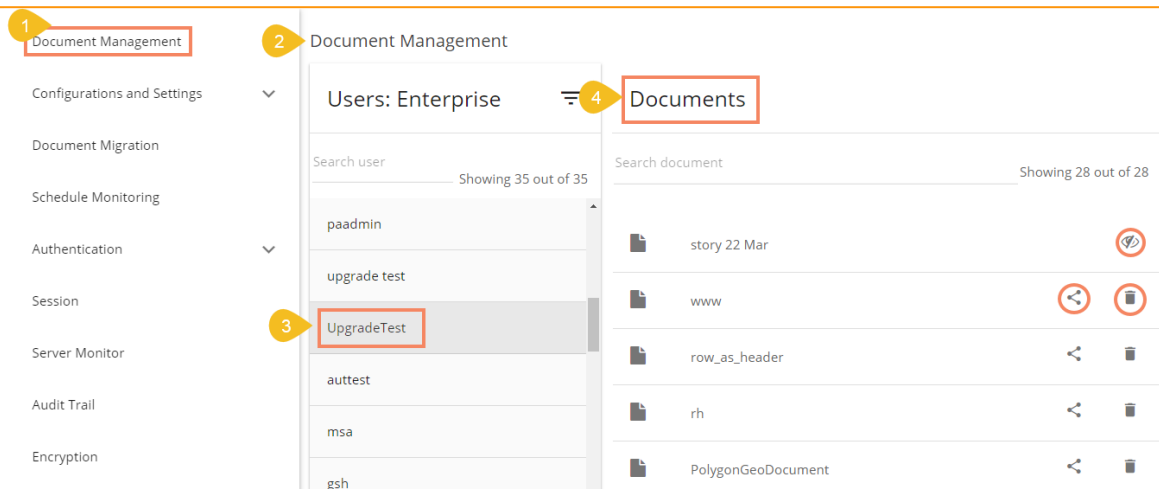 1
Document Management
Configurations and Settings
Document Migration
Schedule Monitoring
Authentication
Session
Server Monitor
Audit Trail
Encryption
2
Document Management
Users: Enterprise
Search user
Showing 35 out of 35
paadmin
upgrade test
3
UpgradeTest
auttest
msa
gsh
4
Documents
Search document
Showing 28 out of 28
story 22 Mar
www
row_as_header
rh
PolygonGeoDocument